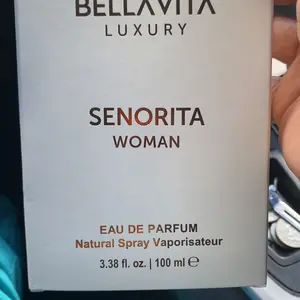 BELLAVITA
LUXURY
SENORITA
WOMAN
EAU DE PARFUM
Natural Spray Vaporisateur
3.38 fl. oz. | 100 ml ℮